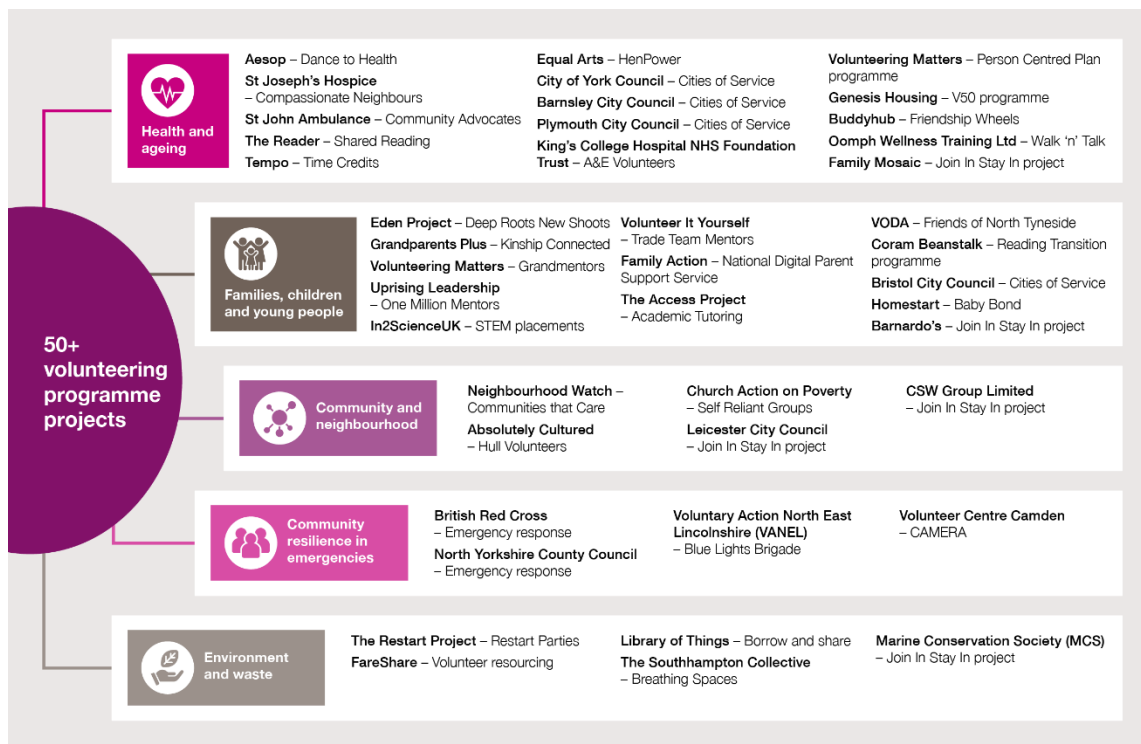 50+
volunteering
programme
projects
Health and
ageing
Aesop – Dance to Health
St Joseph's Hospice
– Compassionate Neighbours
St John Ambulance – Community Advocates
The Reader – Shared Reading
Tempo – Time Credits
Equal Arts – HenPower
City of York Council – Cities of Service
Barnsley City Council – Cities of Service
Plymouth City Council – Cities of Service
King's College Hospital NHS Foundation
Trust – A&E Volunteers
Volunteering Matters – Person Centred Plan
programme
Genesis Housing – V50 programme
Buddyhub – Friendship Wheels
Oomph Wellness Training Ltd – Walk 'n' Talk
Family Mosaic – Join In Stay In project
Families, children
and young people
Eden Project – Deep Roots New Shoots
Grandparents Plus – Kinship Connected
Volunteering Matters – Grandmentors
Uprising Leadership
– One Million Mentors
In2ScienceUK – STEM placements
Volunteer It Yourself
– Trade Team Mentors
Family Action – National Digital Parent
Support Service
The Access Project
– Academic Tutoring
VODA – Friends of North Tyneside
Coram Beanstalk – Reading Transition
programme
Bristol City Council – Cities of Service
Homestart – Baby Bond
Barnardo's – Join In Stay In project
Community and
neighbourhood
Neighbourhood Watch –
Communities that Care
Absolutely Cultured
– Hull Volunteers
Church Action on Poverty
– Self Reliant Groups
Leicester City Council
– Join In Stay In project
CSW Group Limited
– Join In Stay In project
Community
resilience in
emergencies
British Red Cross
– Emergency response
North Yorkshire County Council
– Emergency response
Voluntary Action North East
Lincolnshire (VANEL)
– Blue Lights Brigade
Volunteer Centre Camden
– CAMERA
Environment
and waste
The Restart Project – Restart Parties
FareShare – Volunteer resourcing
Library of Things – Borrow and share
The Southhampton Collective
– Breathing Spaces
Marine Conservation Society (MCS)
– Join In Stay In project